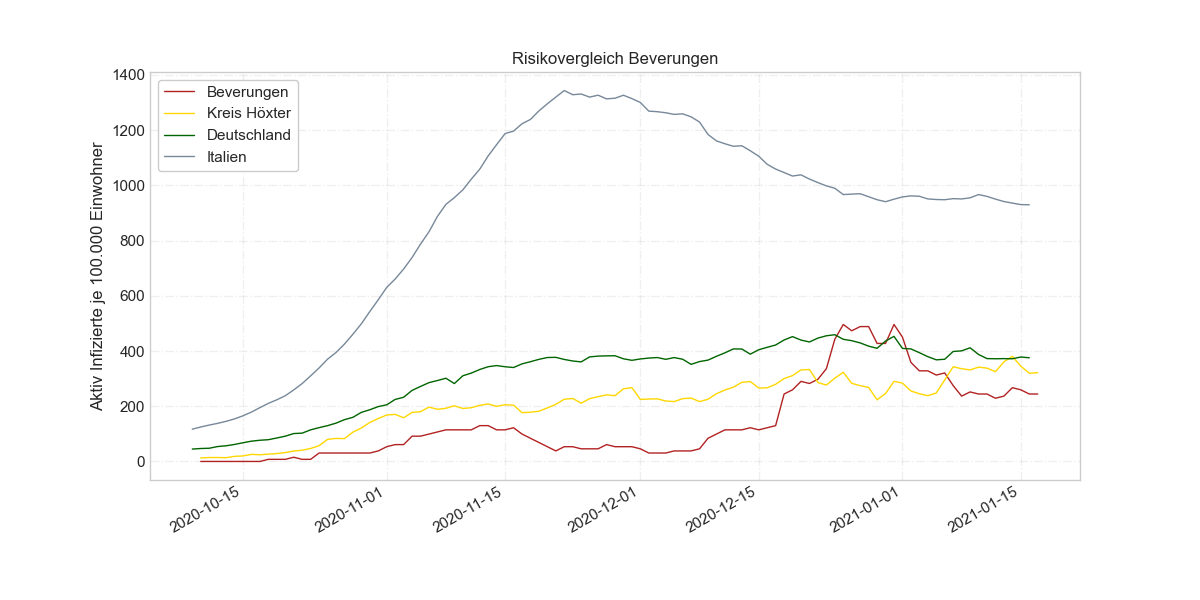 Risikovergleich Beverungen
Aktiv Infizierte je 100.000 Einwohner
1400
1200
1000
800
600
400
200
0
Beverungen
Kreis Höxter
Deutschland
Italien
2020-10-15
2020-11-01
2020-11-15
2020-12-01
2020-12-15
2021-01-01
2021-01-15